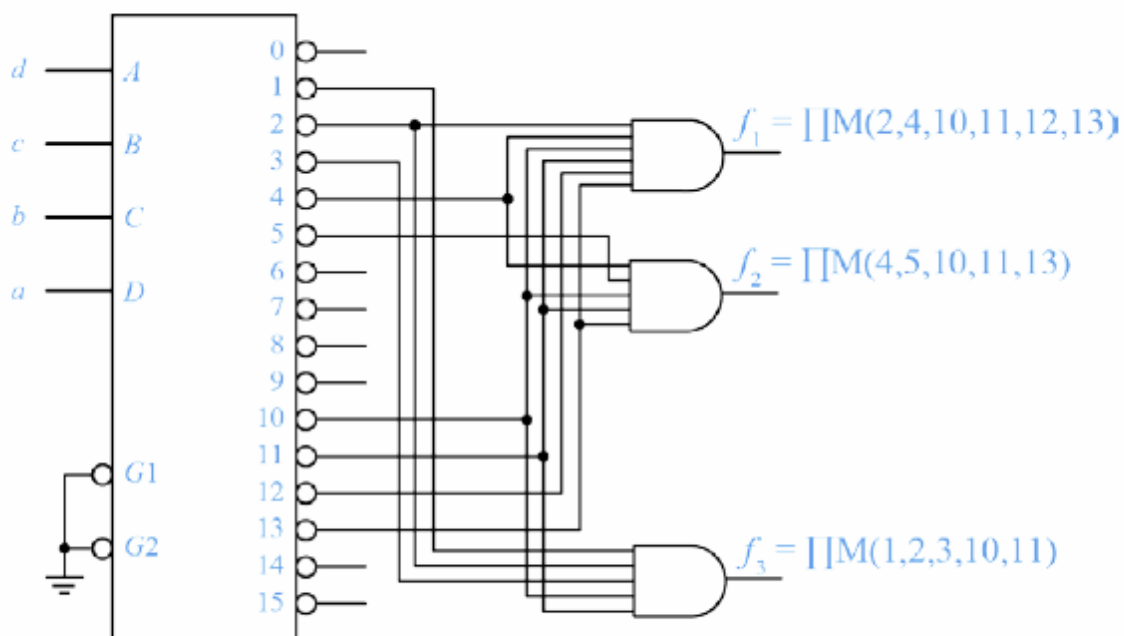 d A
c B
b C
a D
G1
G2
0
1
2
3
4
5
6
7
8
9
10
11
12
13
14
15
f1 = ∏M(2,4,10,11,12,13)
f2 = ∏M(4,5,10,11,13)
f3 = ∏M(1,2,3,10,11)